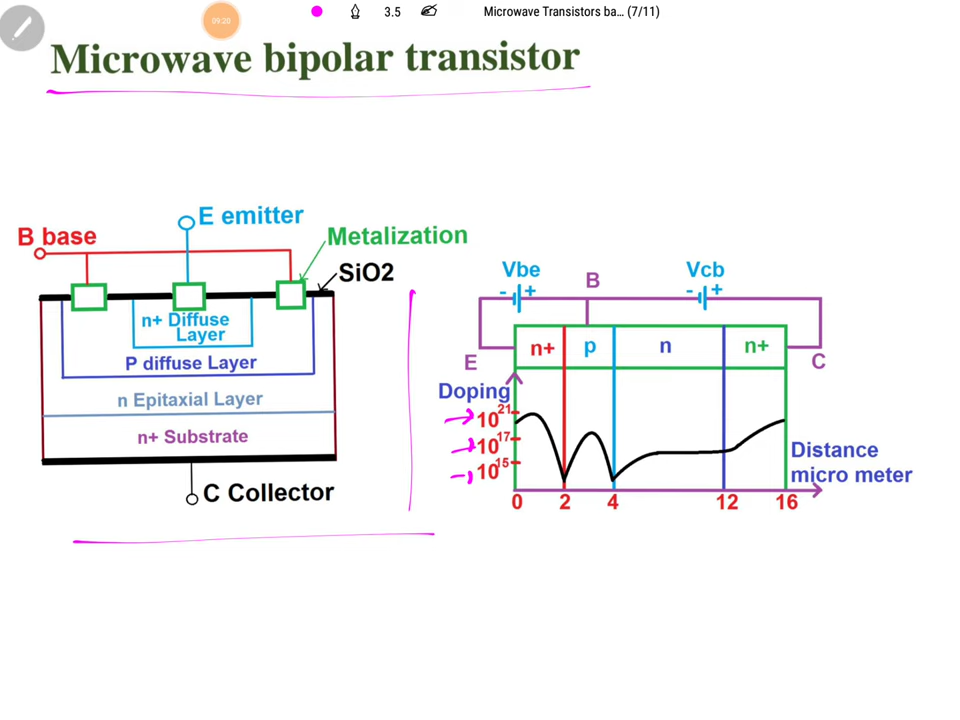 09:20
3.5
Microwave Transistors ba... (7/11)
Microwave bipolar transistor
E emitter
B base
Metalization
SiO2
n+ Diffuse
Layer
P diffuse Layer
n Epitaxial Layer
n+ Substrate
C Collector
Vbe
B
Vcb
- +
- +
E
n+
p
n
n+
C
Doping
10^21
10^17
10^15
Distance
micro meter
0 2 4 12 16